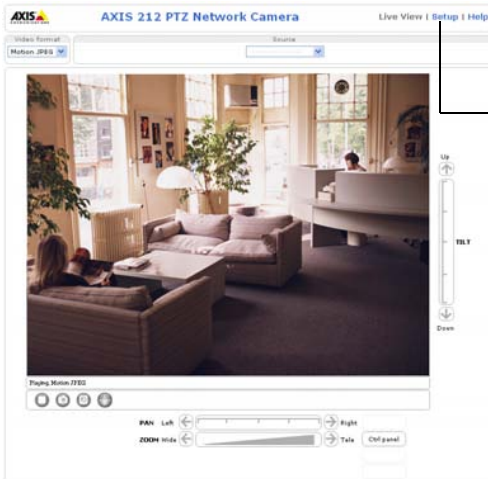 AXIS
COMMUNICATIONS
AXIS 212 PTZ Network Camera
Live View | Setup | Help
Video format
Source
Motion JPEG
Up
TILT
Down
Playing Motion JPEG
PAN Left Right
ZOOM Wide Tele
Ctrl panel